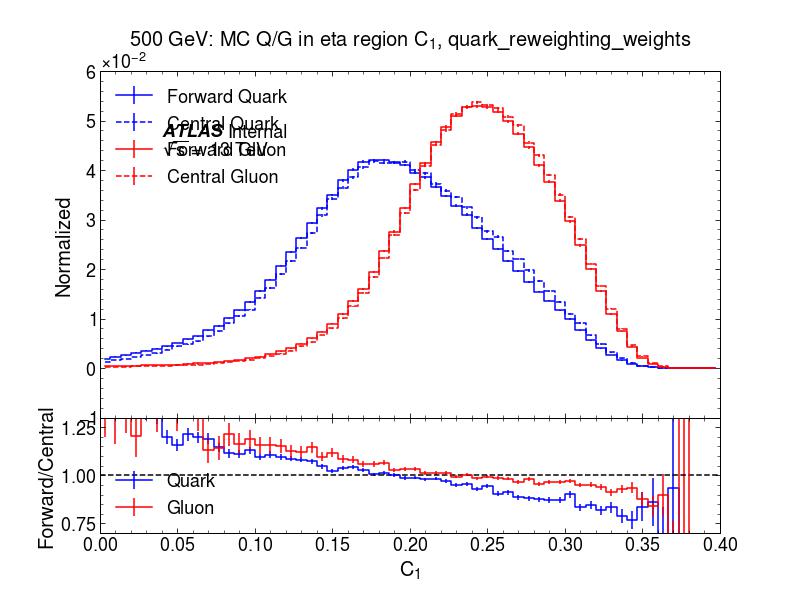 500 GeV: MC Q/G in eta region C₁, quark_reweighting_weights
×10⁻²
6
5
4
3
2
1
0
−1
Normalized
Forward Quark
Central Quark
ATLAS Internal
√s = 13 TeV
Forward Gluon
Central Gluon
1.25
1.00
0.75
Forward/Central
Quark
Gluon
0.00 0.05 0.10 0.15 0.20 0.25 0.30 0.35 0.40
C₁